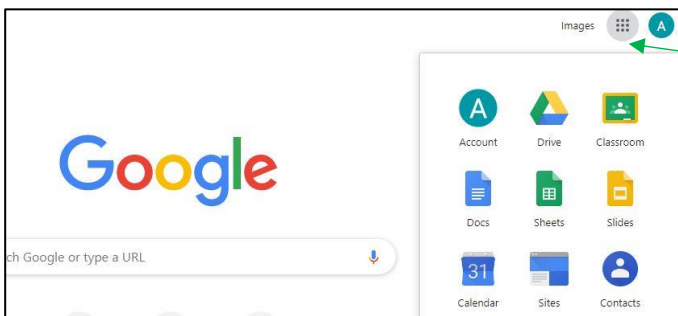 Images
A
A
Account Drive Classroom
Google
Docs Sheets Slides
ch Google or type a URL
31
Calendar Sites Contacts